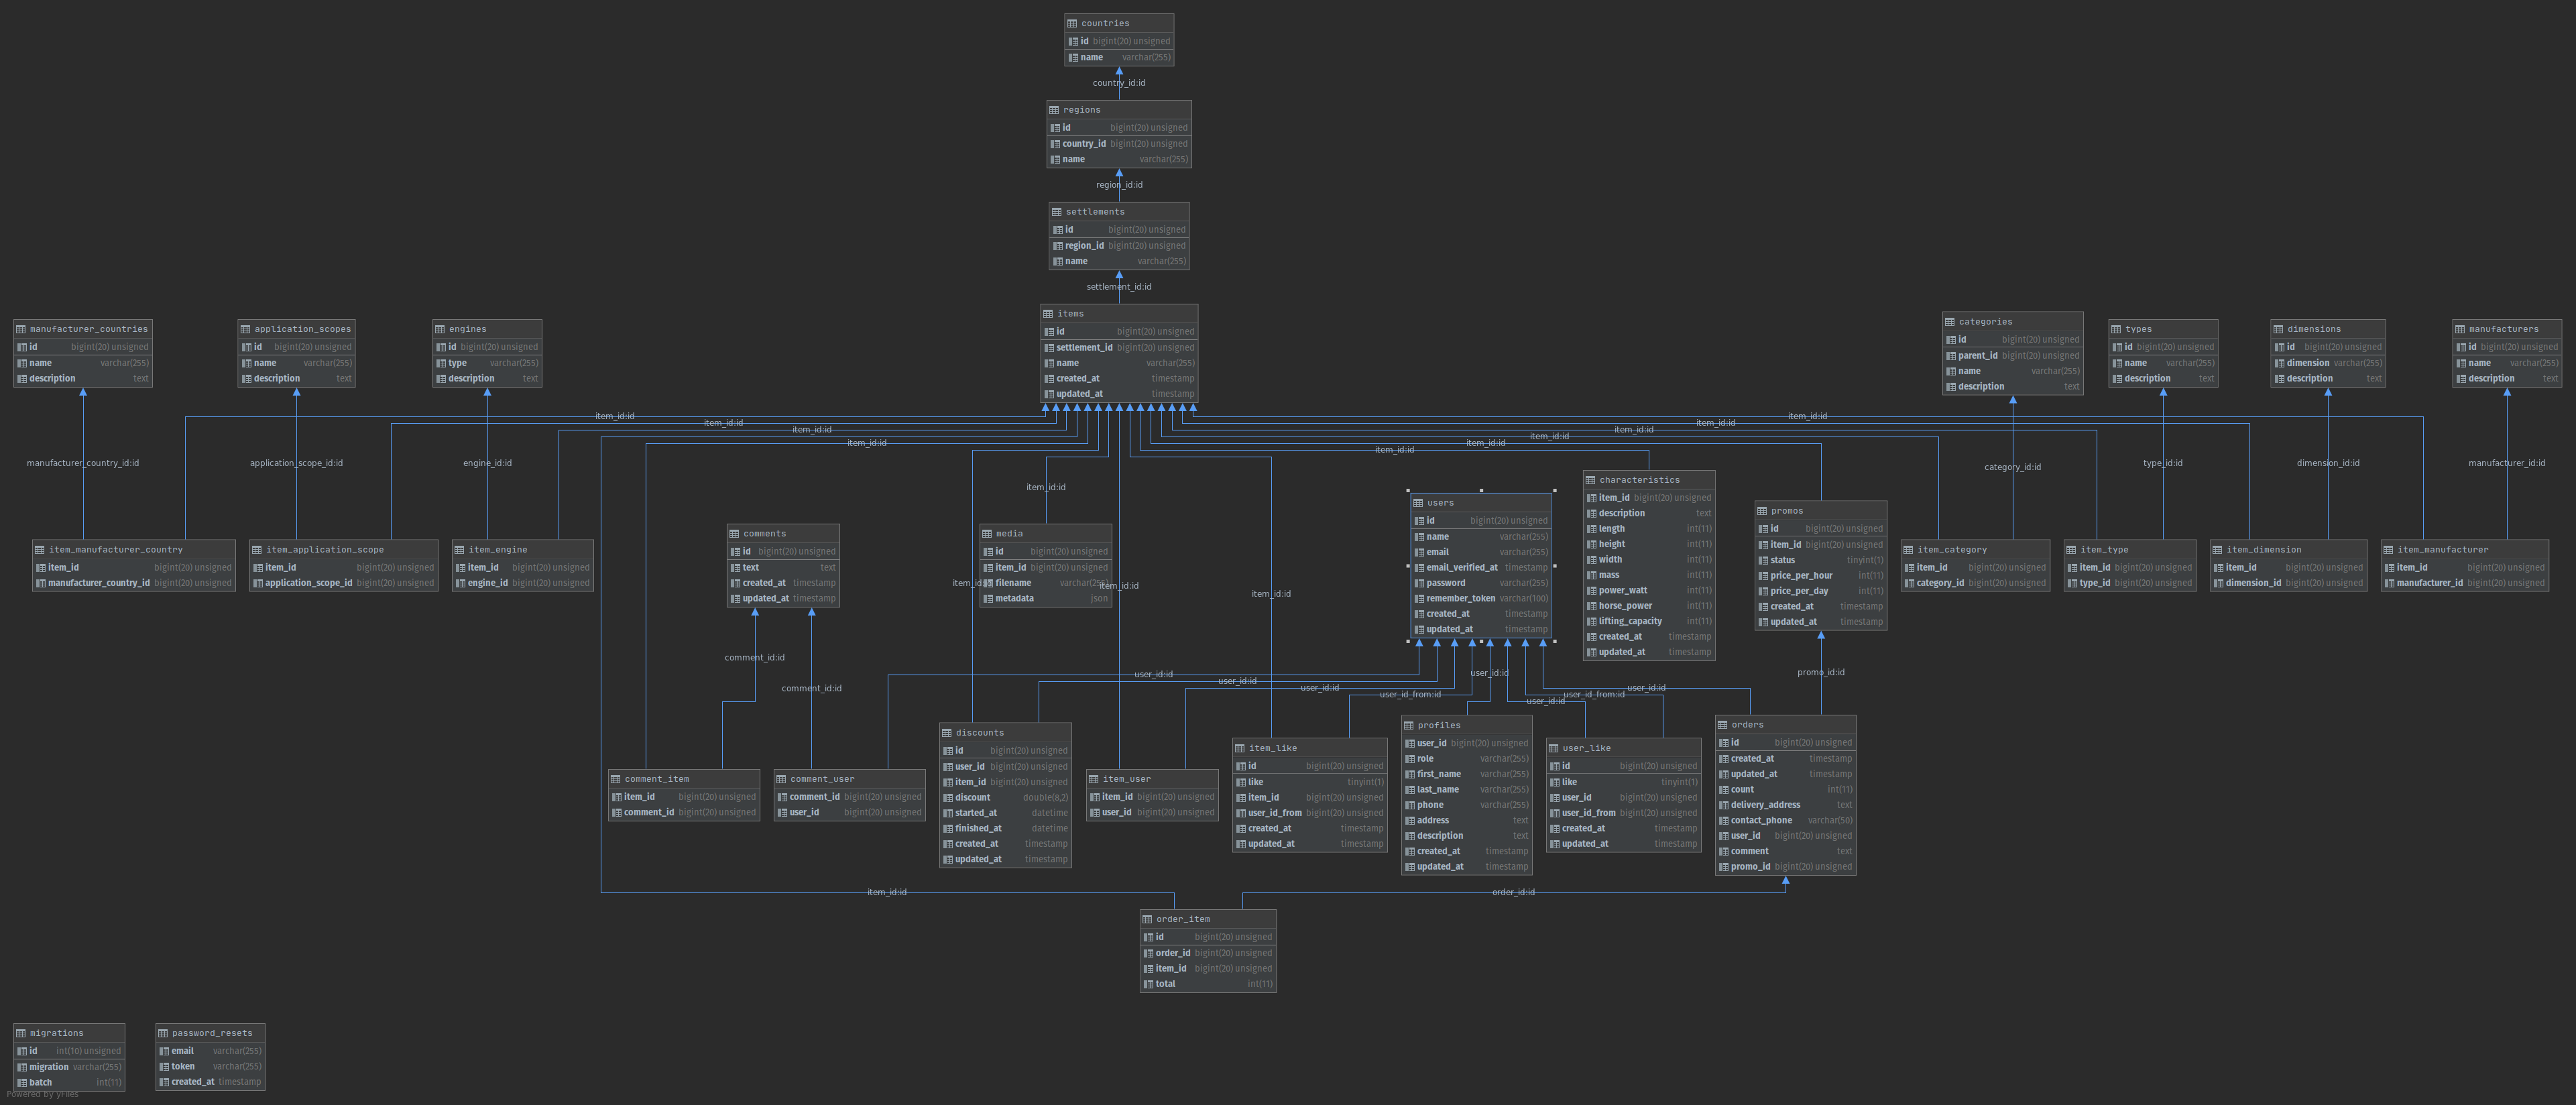 countries
id bigint(20) unsigned
name varchar(255)
country_id:id
regions
id bigint(20) unsigned
country_id bigint(20) unsigned
name varchar(255)
region_id:id
settlements
id bigint(20) unsigned
region_id bigint(20) unsigned
name varchar(255)
settlement_id:id
items
id bigint(20) unsigned
settlement_id bigint(20) unsigned
name varchar(255)
created_at timestamp
updated_at timestamp
manufacturer_countries
id bigint(20) unsigned
name varchar(255)
description text
application_scopes
id bigint(20) unsigned
name varchar(255)
description text
engines
id bigint(20) unsigned
type varchar(255)
description text
categories
id bigint(20) unsigned
parent_id bigint(20) unsigned
name varchar(255)
description text
types
id bigint(20) unsigned
name varchar(255)
description text
dimensions
id bigint(20) unsigned
dimension varchar(255)
description text
manufacturers
id bigint(20) unsigned
name varchar(255)
description text
item_id:id
item_id:id
item_id:id
item_id:id
item_id:id
item_id:id
item_id:id
item_id:id
item_id:id
item_id:id
manufacturer_country_id:id
application_scope_id:id
engine_id:id
category_id:id
type_id:id
dimension_id:id
manufacturer_id:id
item_id:id
item_manufacturer_country
item_id bigint(20) unsigned
manufacturer_country_id bigint(20) unsigned
item_application_scope
item_id bigint(20) unsigned
application_scope_id bigint(20) unsigned
item_engine
item_id bigint(20) unsigned
engine_id bigint(20) unsigned
comments
id bigint(20) unsigned
text text
created_at timestamp
updated_at timestamp
media
id bigint(20) unsigned
item_id bigint(20) unsigned
filename varchar(255)
metadata json
item_id:id
item_id:id
item_id:id
users
id bigint(20) unsigned
name varchar(255)
email varchar(255)
email_verified_at timestamp
password varchar(255)
remember_token varchar(100)
created_at timestamp
updated_at timestamp
characteristics
item_id bigint(20) unsigned
description text
length int(11)
height int(11)
width int(11)
mass int(11)
power_watt int(11)
horse_power int(11)
lifting_capacity int(11)
created_at timestamp
updated_at timestamp
promos
id bigint(20) unsigned
item_id bigint(20) unsigned
status tinyint(1)
price_per_hour int(11)
price_per_day int(11)
created_at timestamp
updated_at timestamp
item_category
item_id bigint(20) unsigned
category_id bigint(20) unsigned
item_type
item_id bigint(20) unsigned
type_id bigint(20) unsigned
item_dimension
item_id bigint(20) unsigned
dimension_id bigint(20) unsigned
item_manufacturer
item_id bigint(20) unsigned
manufacturer_id bigint(20) unsigned
comment_id:id
comment_id:id
user_id:id
user_id:id
user_id:id
user_id_from:id
user_id:id
user_id:id
user_id_from:id
user_id:id
promo_id:id
comment_item
item_id bigint(20) unsigned
comment_id bigint(20) unsigned
comment_user
comment_id bigint(20) unsigned
user_id bigint(20) unsigned
discounts
id bigint(20) unsigned
user_id bigint(20) unsigned
item_id bigint(20) unsigned
discount double(8,2)
started_at datetime
finished_at datetime
created_at timestamp
updated_at timestamp
item_user
item_id bigint(20) unsigned
user_id bigint(20) unsigned
item_like
id bigint(20) unsigned
like tinyint(1)
item_id bigint(20) unsigned
user_id_from bigint(20) unsigned
created_at timestamp
updated_at timestamp
profiles
user_id bigint(20) unsigned
role varchar(255)
first_name varchar(255)
last_name varchar(255)
phone varchar(255)
address text
description text
created_at timestamp
updated_at timestamp
user_like
id bigint(20) unsigned
like tinyint(1)
user_id bigint(20) unsigned
user_id_from bigint(20) unsigned
created_at timestamp
updated_at timestamp
orders
id bigint(20) unsigned
created_at timestamp
updated_at timestamp
count int(11)
delivery_address text
contact_phone varchar(50)
user_id bigint(20) unsigned
comment text
promo_id bigint(20) unsigned
item_id:id
order_id:id
order_item
id bigint(20) unsigned
order_id bigint(20) unsigned
item_id bigint(20) unsigned
total int(11)
migrations
id int(10) unsigned
migration varchar(255)
batch int(11)
password_resets
email varchar(255)
token varchar(255)
created_at timestamp
Powered by yFiles